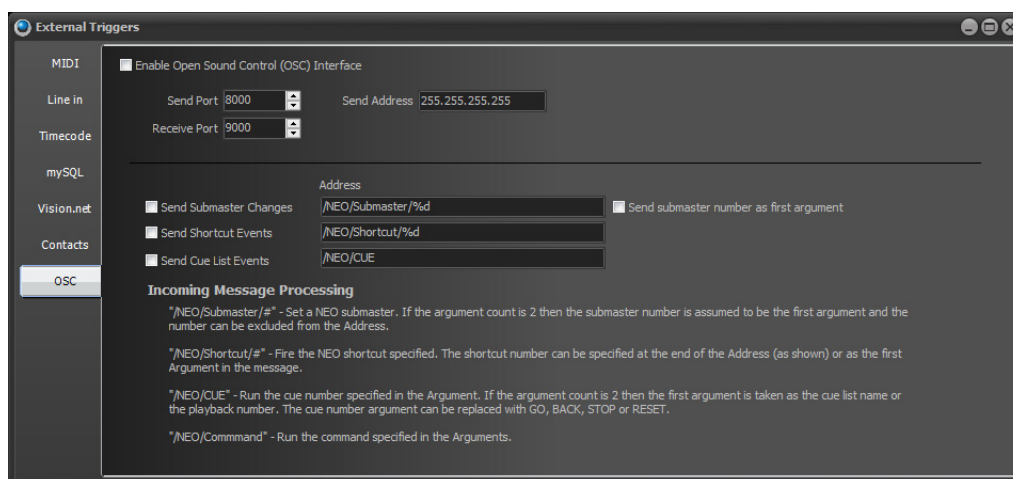 External Triggers
MIDI
Line in
Timecode
mySQL
Vision.net
Contacts
OSC
Enable Open Sound Control (OSC) Interface
Send Port 8000 Send Address 255.255.255.255
Receive Port 9000
Address
Send Submaster Changes /NEO/Submaster/%d Send submaster number as first argument
Send Shortcut Events /NEO/Shortcut/%d
Send Cue List Events /NEO/CUE
Incoming Message Processing
"/NEO/Submaster/#" - Set a NEO submaster. If the argument count is 2 then the submaster number is assumed to be the first argument and the
number can be excluded from the Address.
"/NEO/Shortcut/#" - Fire the NEO shortcut specified. The shortcut number can be specified at the end of the Address (as shown) or as the first
Argument in the message.
"/NEO/CUE" - Run the cue number specified in the Argument. If the argument count is 2 then the first argument is taken as the cue list name or
the playback number. The cue number argument can be replaced with GO, BACK, STOP or RESET.
"/NEO/Commmand" - Run the command specified in the Arguments.